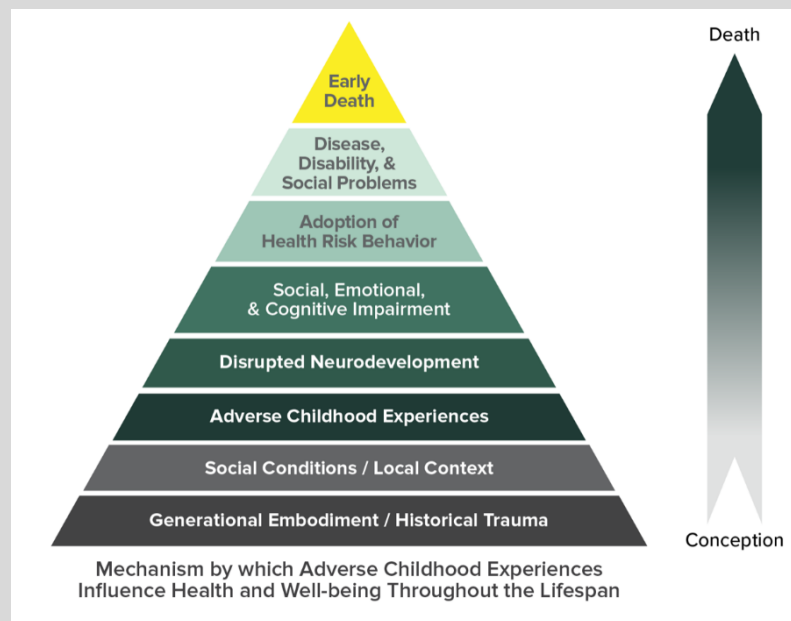 Death
Early
Death
Disease,
Disability, &
Social Problems
Adoption of
Health Risk Behavior
Social, Emotional,
& Cognitive Impairment
Disrupted Neurodevelopment
Adverse Childhood Experiences
Social Conditions / Local Context
Generational Embodiment / Historical Trauma
Conception
Mechanism by which Adverse Childhood Experiences
Influence Health and Well-being Throughout the Lifespan